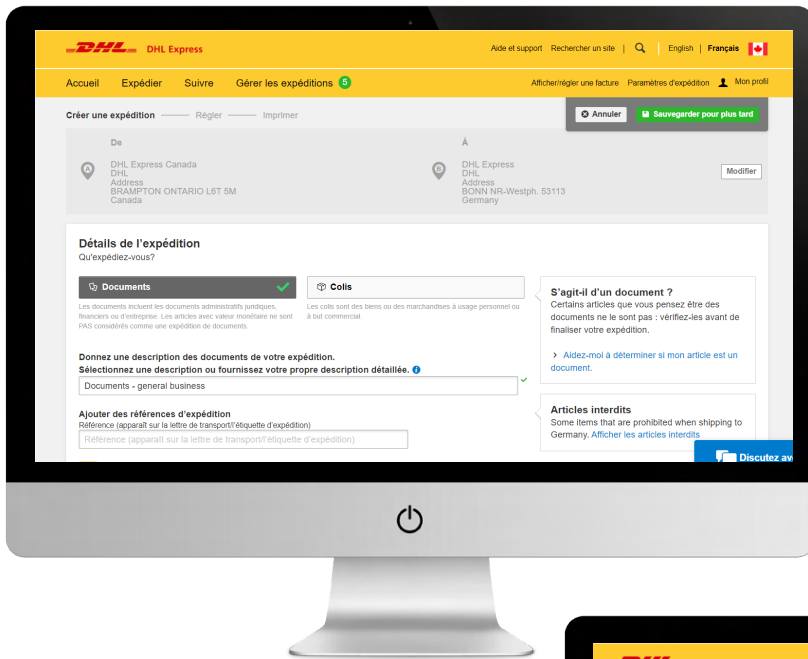 DHL DHL Express
Aide et support Rechercher un site | English | Français
Accueil Expédier Suivre Gérer les expéditions 5
Afficher/régler une facture Paramètres d'expédition Mon profil
Créer une expédition Régler Imprimer
Annuler Sauvegarder pour plus tard
De
A
DHL Express Canada
DHL
Address
BRAMPTON ONTARIO L6T 5M
Canada
À
B
DHL Express
DHL
Address
BONN NR-Westph. 53113
Germany
Modifier
Détails de l'expédition
Qu'expédiez-vous?
Documents
Les documents incluent les documents administratifs juridiques,
financiers ou d'entreprise. Les articles avec valeur monétaire ne sont
PAS considérés comme une expédition de documents.
Colis
Les colis sont des biens ou des marchandises à usage personnel ou
à but commercial.
Donnez une description des documents de votre expédition.
Sélectionnez une description ou fournissez votre propre description détaillée.
Documents - general business
Ajouter des références d'expédition
Référence (apparaît sur la lettre de transport/l'étiquette d'expédition)
Référence (apparaît sur la lettre de transport/l'étiquette d'expédition)
S'agit-il d'un document ?
Certains articles que vous pensez être des
documents ne le sont pas : vérifiez-les avant de
finaliser votre expédition.
> Aidez-moi à déterminer si mon article est un
document.
Articles interdits
Some items that are prohibited when shipping to
Germany. Afficher les articles interdits
Discutez av